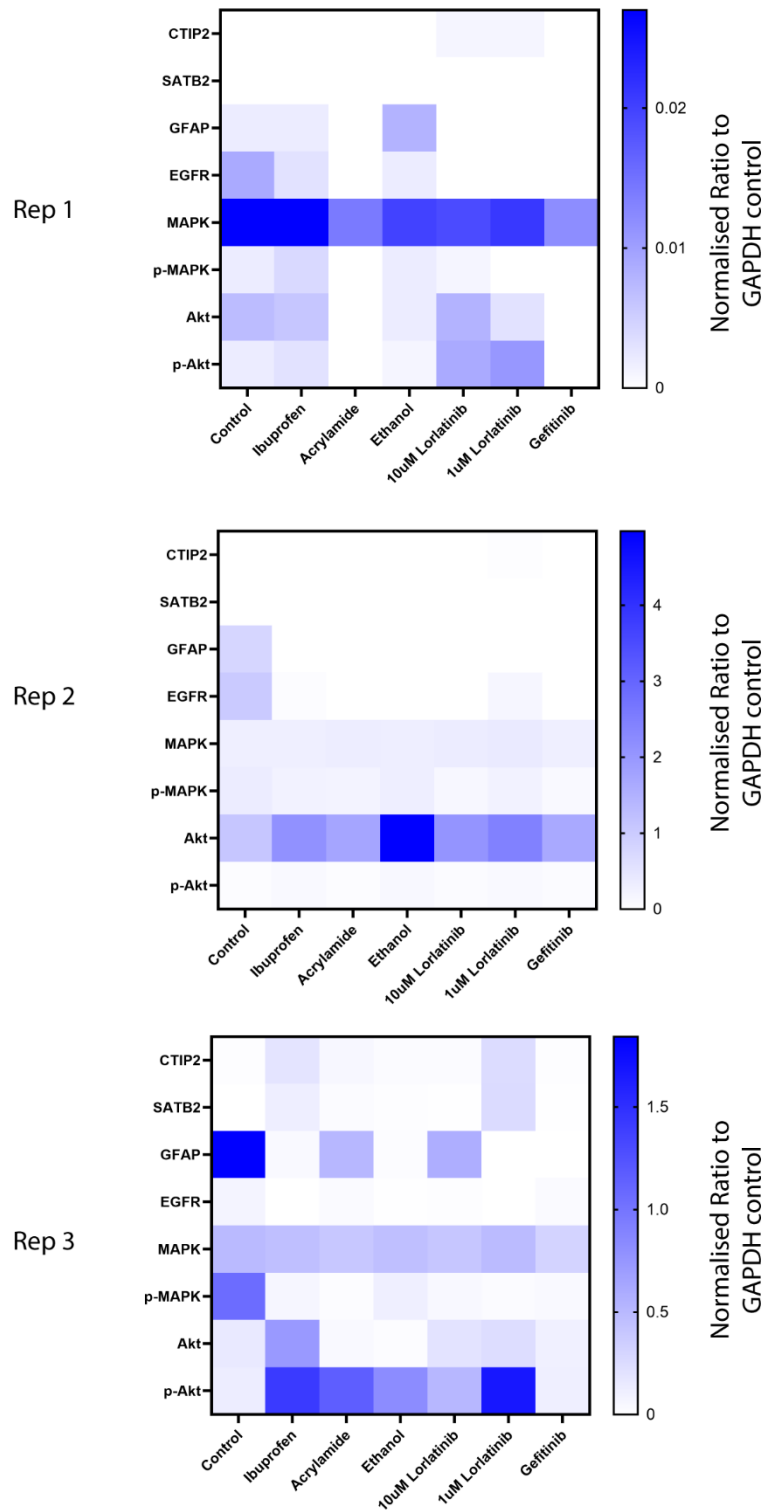 Rep 1
CTIP2
SATB2
GFAP
EGFR
MAPK
p-MAPK
Akt
p-Akt
Control
Ibuprofen
Acrylamide
Ethanol
10uM Lorlatinib
1uM Lorlatinib
Gefitinib
0.02
0.01
0
Normalised Ratio to
GAPDH control
Rep 2
CTIP2
SATB2
GFAP
EGFR
MAPK
p-MAPK
Akt
p-Akt
Control
Ibuprofen
Acrylamide
Ethanol
10uM Lorlatinib
1uM Lorlatinib
Gefitinib
4
3
2
1
0
Normalised Ratio to
GAPDH control
Rep 3
CTIP2
SATB2
GFAP
EGFR
MAPK
p-MAPK
Akt
p-Akt
Control
Ibuprofen
Acrylamide
Ethanol
10uM Lorlatinib
1uM Lorlatinib
Gefitinib
1.5
1.0
0.5
0
Normalised Ratio to
GAPDH control